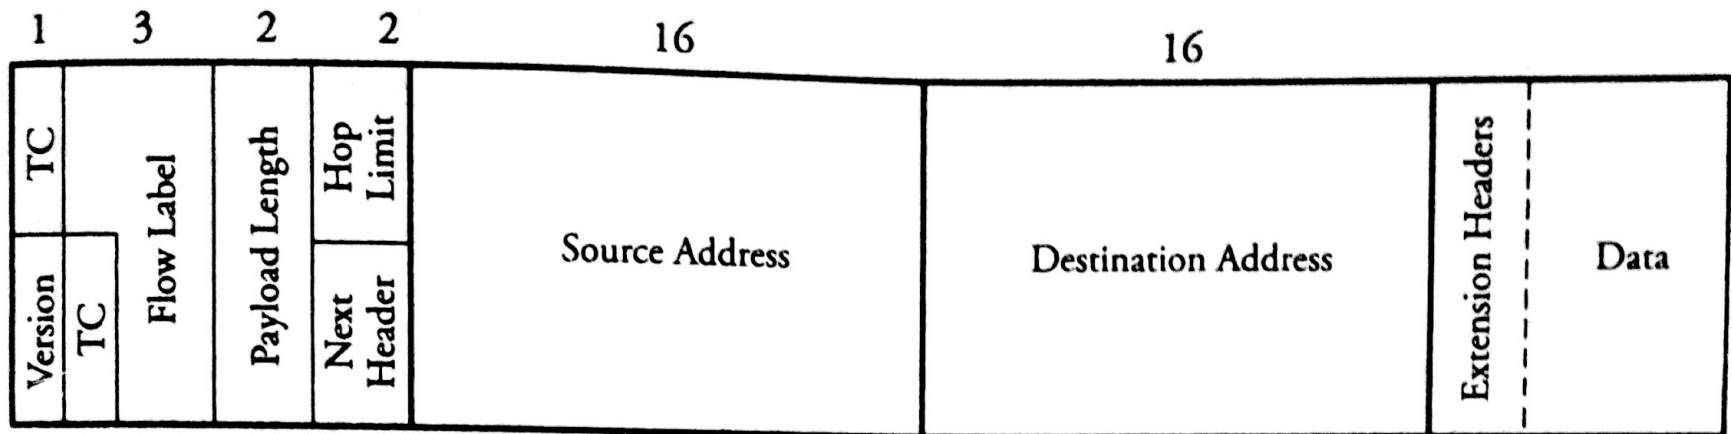 1 3 2 2 16 16
TC
Version
TC
Flow Label
Payload Length
Hop
Limit
Next
Header
Source Address
Destination Address
Extension Headers
Data